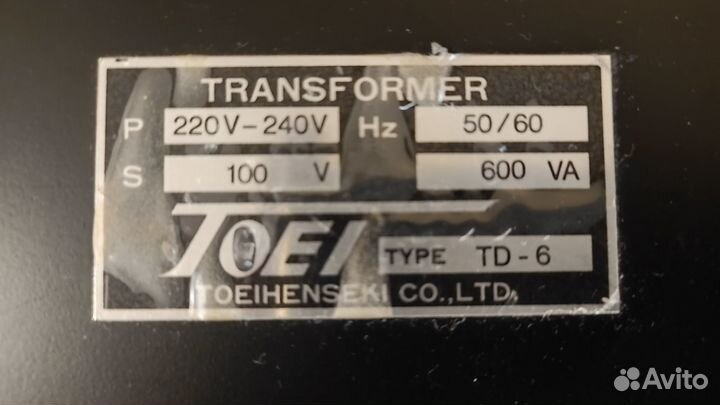 TRANSFORMER
P 220V-240V Hz 50/60
S 100 V 600 VA
TOEI TYPE TD-6
TOEIHENSEKI CO.,LTD.
Avito